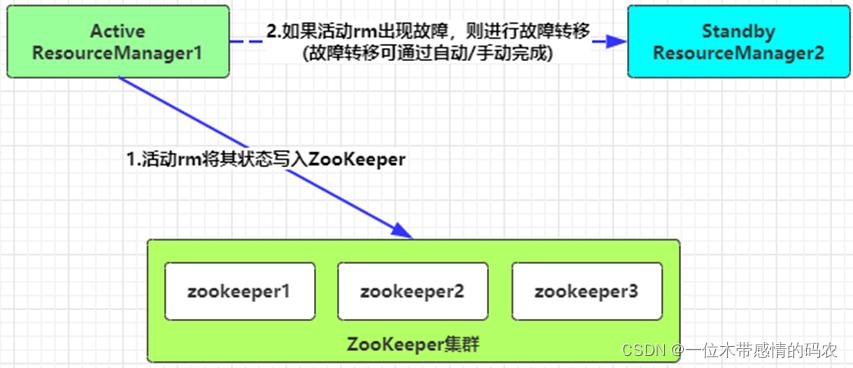 Active
ResourceManager1
2.如果活动rm出现故障，则进行故障转移
(故障转移可通过自动/手动完成)
Standby
ResourceManager2
1.活动rm将其状态写入ZooKeeper
zookeeper1
zookeeper2
zookeeper3
ZooKeeper集群
CSDN @一位木带感情的码农